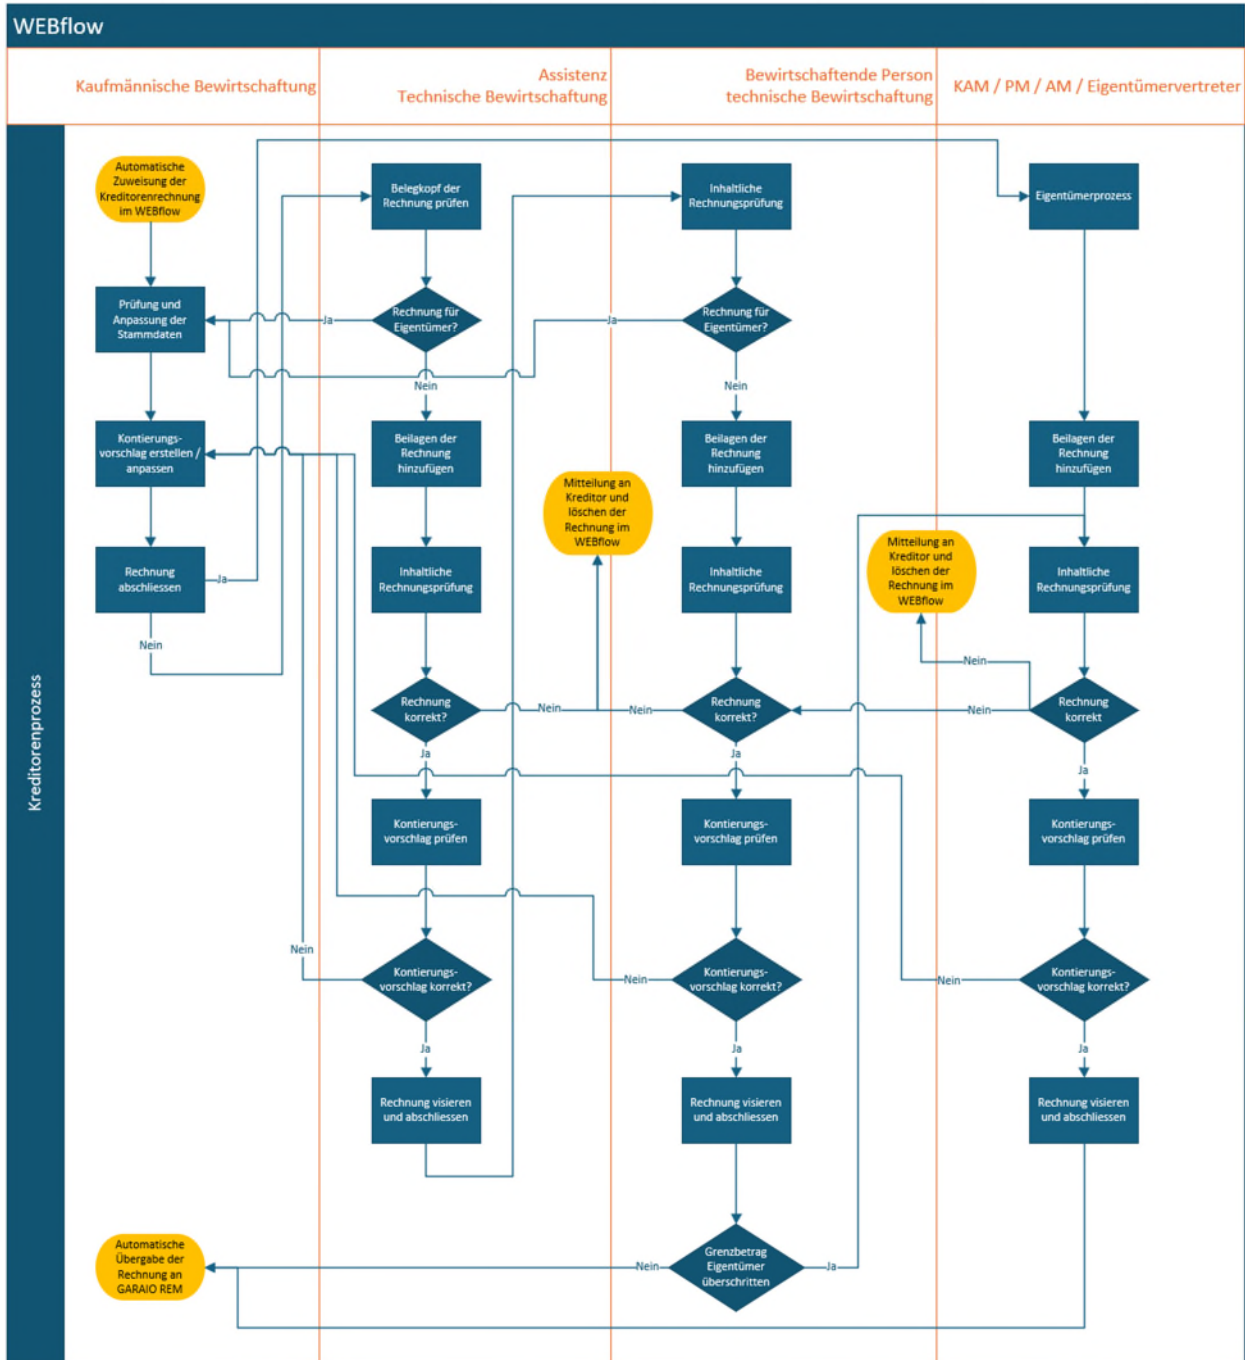 WEBflow
Kaufmännische Bewirtschaftung
Assistenz
Technische Bewirtschaftung
Bewirtschaftende Person
technische Bewirtschaftung
KAM / PM / AM / Eigentümervertreter
Kreditorenprozess
Automatische
Zuweisung der
Kreditorenrechnung
im WEBflow
Prüfung und
Anpassung der
Stammdaten
Kontierungs-
vorschlag erstellen /
anpassen
Rechnung
abschliessen
Ja
Nein
Automatische
Übergabe der
Rechnung an
GARAIO REM
Belegkopf der
Rechnung prüfen
Rechnung für
Eigentümer?
Ja
Nein
Beilagen der
Rechnung
hinzufügen
Inhaltliche
Rechnungsprüfung
Rechnung
korrekt?
Nein
Ja
Kontierungs-
vorschlag prüfen
Kontierungs-
vorschlag korrekt?
Nein
Ja
Rechnung visieren
und abschliessen
Mitteilung an
Kreditor und
löschen der
Rechnung im
WEBflow
Inhaltliche
Rechnungsprüfung
Rechnung für
Eigentümer?
Ja
Nein
Beilagen der
Rechnung
hinzufügen
Inhaltliche
Rechnungsprüfung
Rechnung
korrekt?
Nein
Ja
Kontierungs-
vorschlag prüfen
Kontierungs-
vorschlag korrekt?
Nein
Ja
Rechnung visieren
und abschliessen
Grenzbetrag
Eigentümer
überschritten
Nein
Ja
Mitteilung an
Kreditor und
löschen der
Rechnung im
WEBflow
Eigentümerprozess
Beilagen der
Rechnung
hinzufügen
Inhaltliche
Rechnungsprüfung
Nein
Rechnung
korrekt
Nein
Ja
Kontierungs-
vorschlag prüfen
Kontierungs-
vorschlag korrekt?
Nein
Ja
Rechnung visieren
und abschliessen